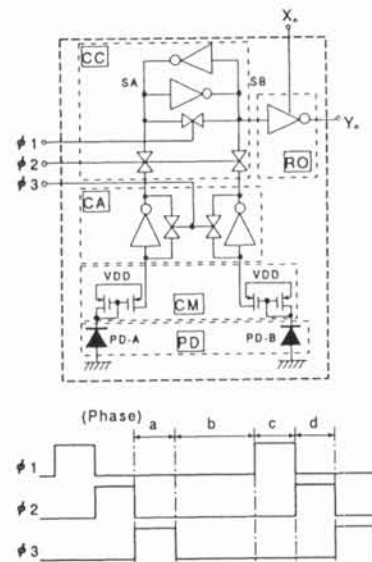 Xₙ
CC
SA
SB
ϕ1
ϕ2
ϕ3
Yₙ
RO
CA
VDD
VDD
CM
PD-A
PD
PD-B
(Phase)
a
b
c
d
ϕ1
ϕ2
ϕ3